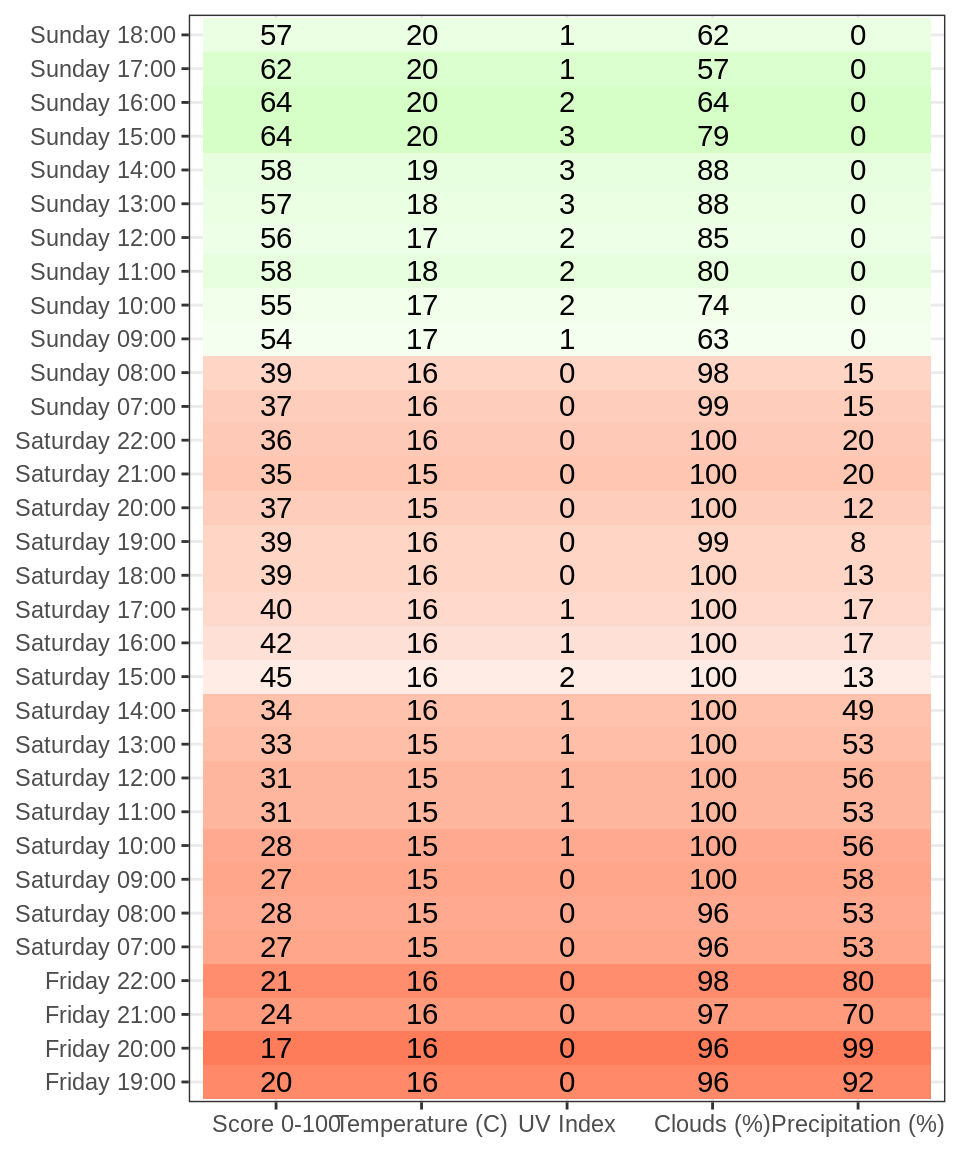 Sunday 18:00 57 20 1 62 0
Sunday 17:00 62 20 1 57 0
Sunday 16:00 64 20 2 64 0
Sunday 15:00 64 20 3 79 0
Sunday 14:00 58 19 3 88 0
Sunday 13:00 57 18 3 88 0
Sunday 12:00 56 17 2 85 0
Sunday 11:00 58 18 2 80 0
Sunday 10:00 55 17 2 74 0
Sunday 09:00 54 17 1 63 0
Sunday 08:00 39 16 0 98 15
Sunday 07:00 37 16 0 99 15
Saturday 22:00 36 16 0 100 20
Saturday 21:00 35 15 0 100 20
Saturday 20:00 37 15 0 100 12
Saturday 19:00 39 16 0 99 8
Saturday 18:00 39 16 0 100 13
Saturday 17:00 40 16 1 100 17
Saturday 16:00 42 16 1 100 17
Saturday 15:00 45 16 2 100 13
Saturday 14:00 34 16 1 100 49
Saturday 13:00 33 15 1 100 53
Saturday 12:00 31 15 1 100 56
Saturday 11:00 31 15 1 100 53
Saturday 10:00 28 15 1 100 56
Saturday 09:00 27 15 0 100 58
Saturday 08:00 28 15 0 96 53
Saturday 07:00 27 15 0 96 53
Friday 22:00 21 16 0 98 80
Friday 21:00 24 16 0 97 70
Friday 20:00 17 16 0 96 99
Friday 19:00 20 16 0 96 92
Score 0-100 Temperature (C) UV Index Clouds (%) Precipitation (%)